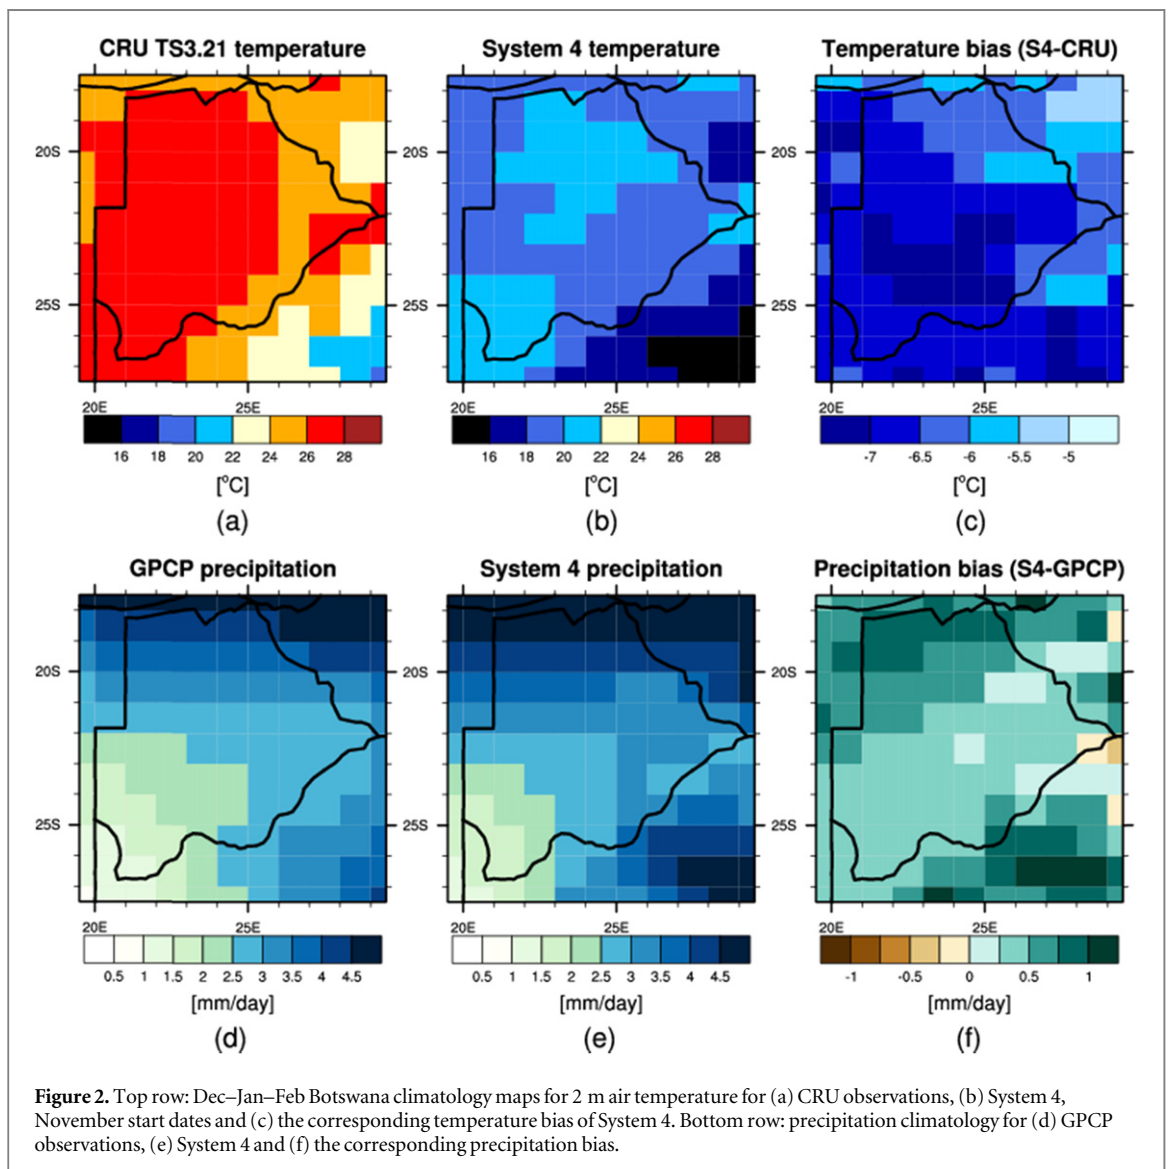 CRU TS3.21 temperature
System 4 temperature
Temperature bias (S4-CRU)
20S
20S
20S
25S
25S
25S
20E 25E
20E 25E
20E 25E
16 18 20 22 24 26 28
16 18 20 22 24 26 28
-7 -6.5 -6 -5.5 -5
[°C]
[°C]
[°C]
(a)
(b)
(c)
GPCP precipitation
System 4 precipitation
Precipitation bias (S4-GPCP)
20S
20S
20S
25S
25S
25S
20E 25E
20E 25E
20E 25E
0.5 1 1.5 2 2.5 3 3.5 4 4.5
0.5 1 1.5 2 2.5 3 3.5 4 4.5
-1 -0.5 0 0.5 1
[mm/day]
[mm/day]
[mm/day]
(d)
(e)
(f)
Figure 2. Top row: Dec–Jan–Feb Botswana climatology maps for 2 m air temperature for (a) CRU observations, (b) System 4,
November start dates and (c) the corresponding temperature bias of System 4. Bottom row: precipitation climatology for (d) GPCP
observations, (e) System 4 and (f) the corresponding precipitation bias.